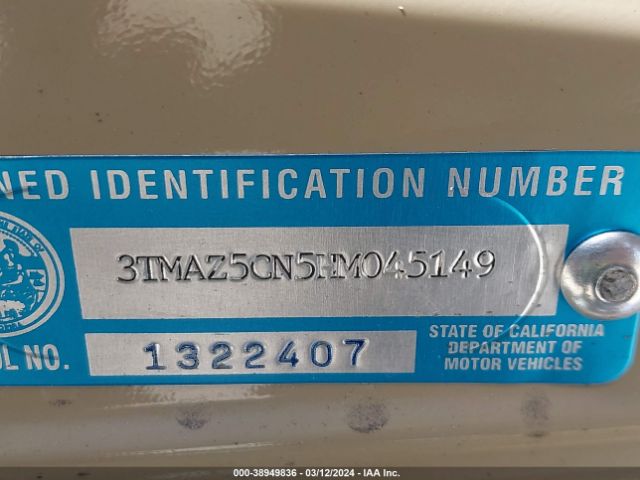 NED IDENTIFICATION NUMBER
3TMAZ5CN5HM045149
OL NO.
1322407
STATE OF CALIFORNIA
DEPARTMENT OF
MOTOR VEHICLES
000-38949836 - 03/12/2024 - IAA Inc.